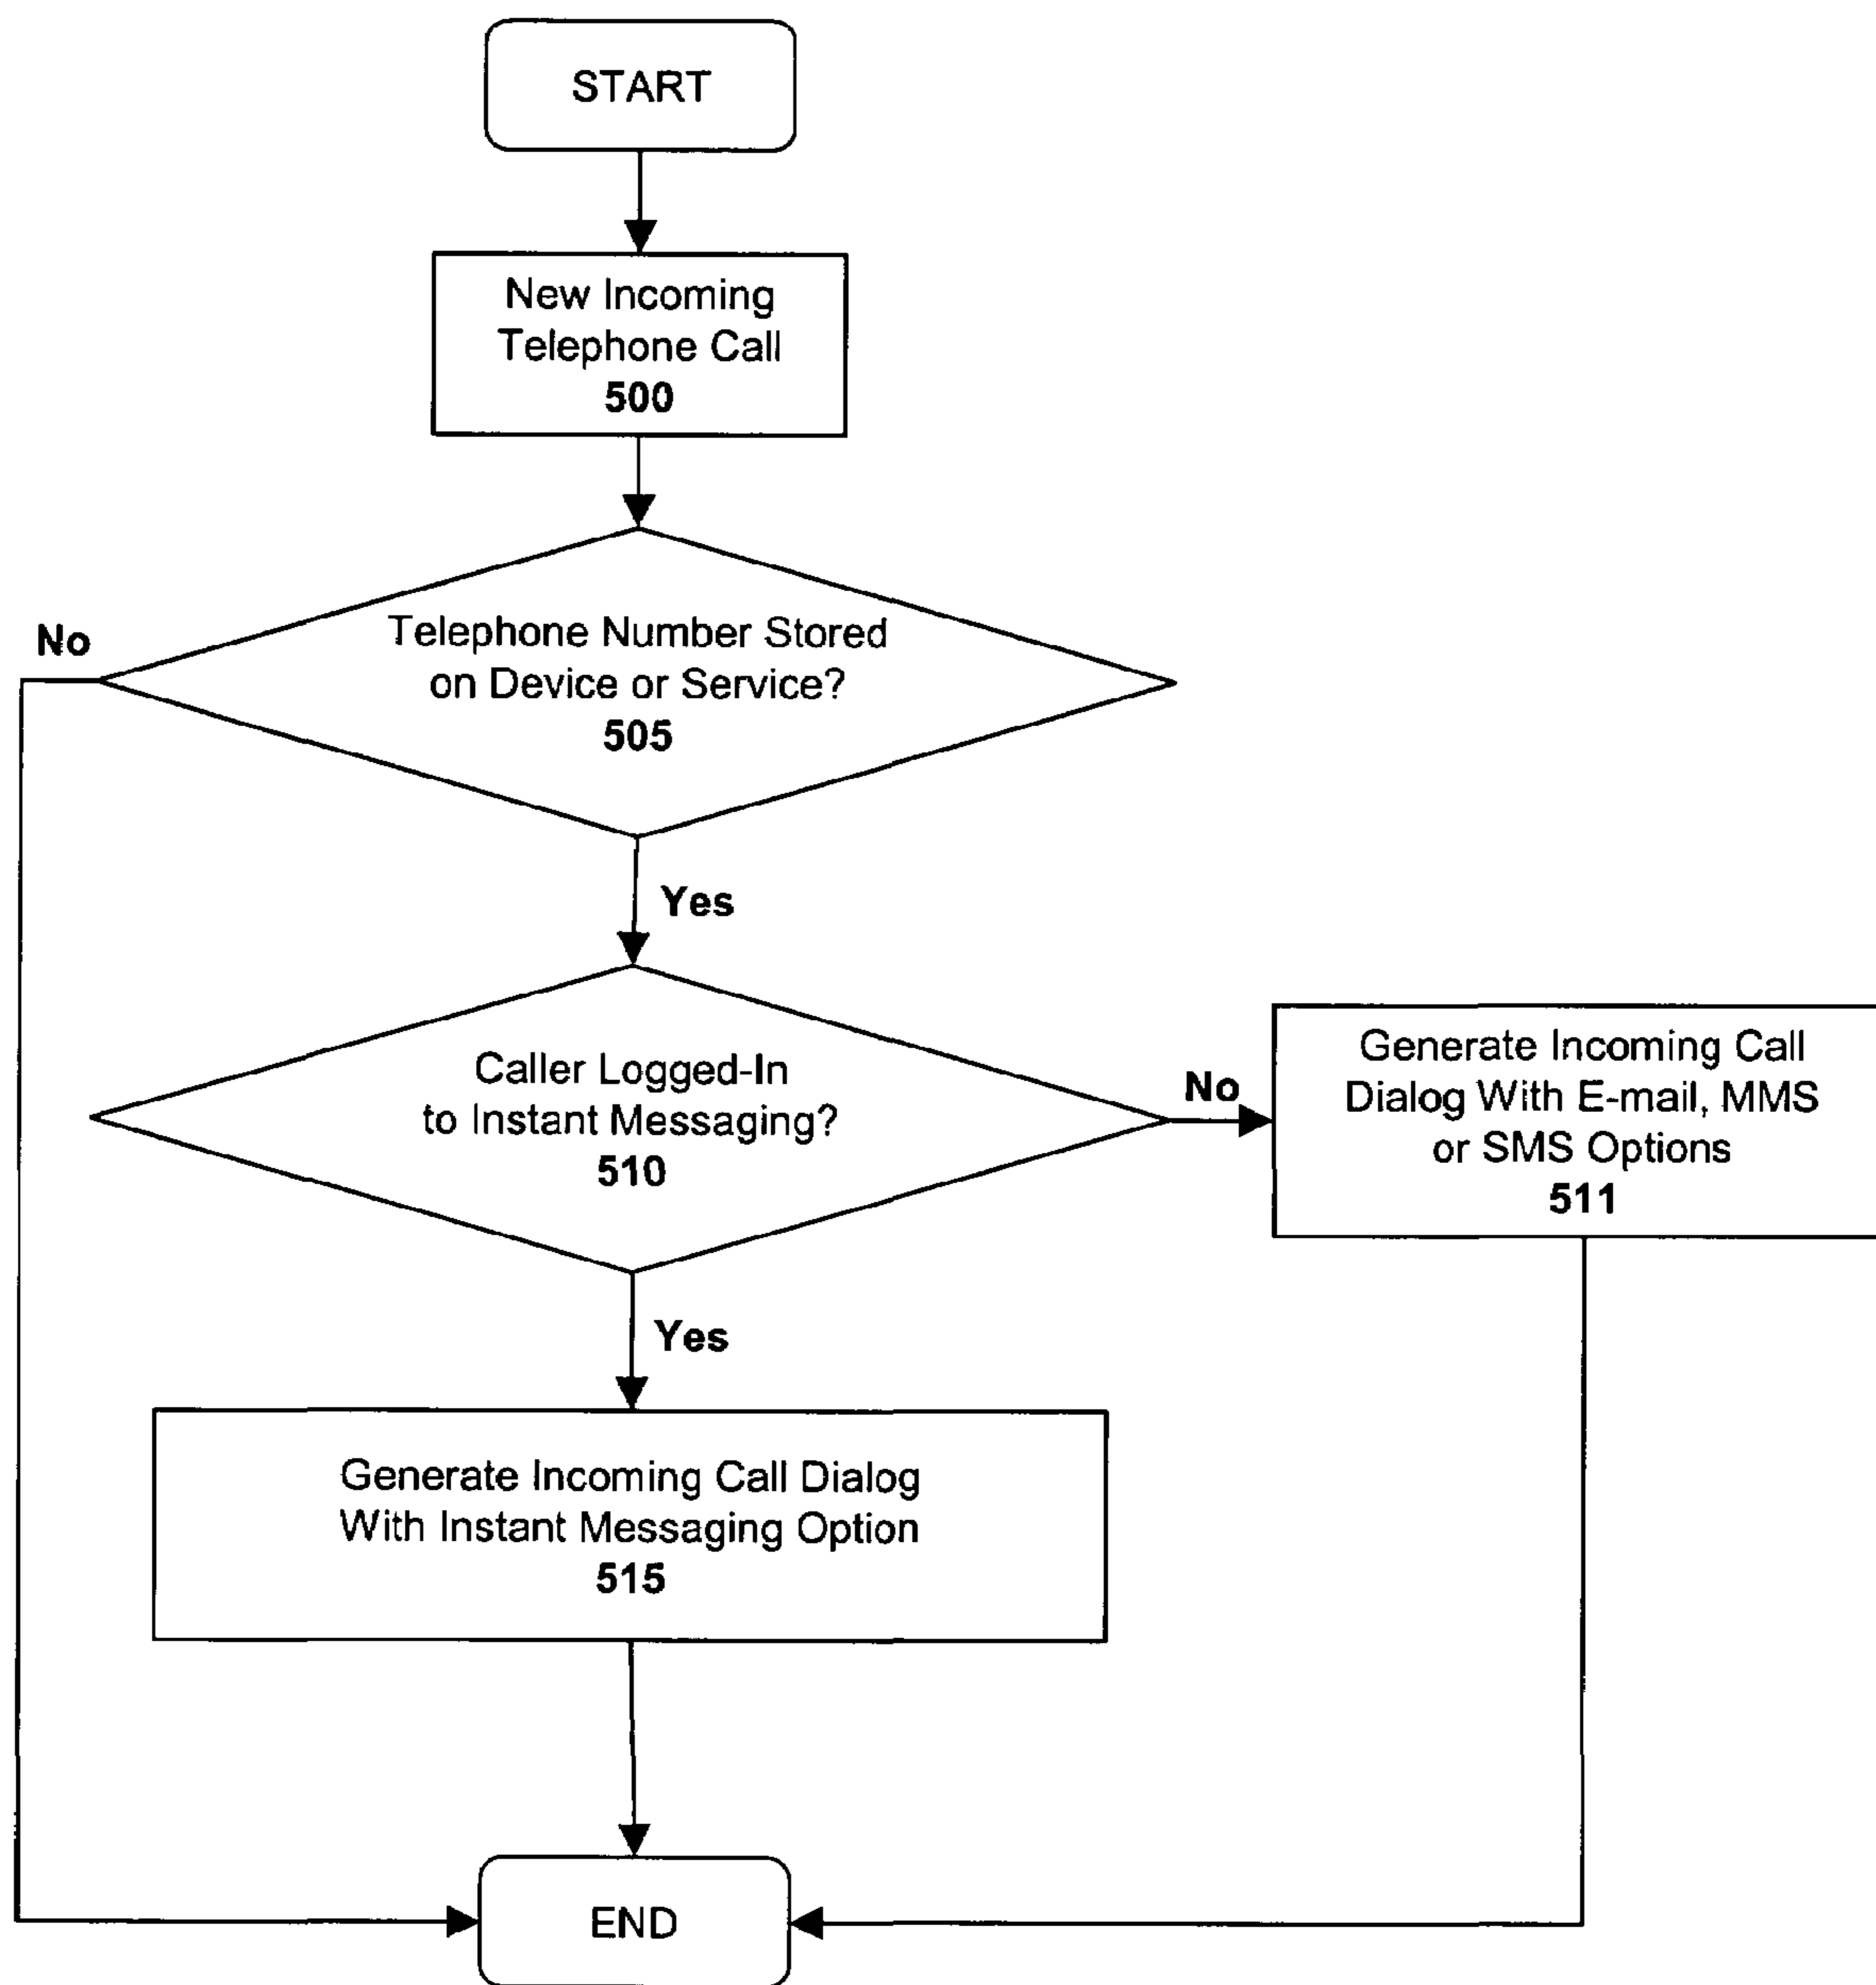 START
New Incoming
Telephone Call
500
No
Telephone Number Stored
on Device or Service?
505
Yes
Caller Logged-In
to Instant Messaging?
510
No
Generate Incoming Call
Dialog With E-mail, MMS
or SMS Options
511
Yes
Generate Incoming Call Dialog
With Instant Messaging Option
515
END